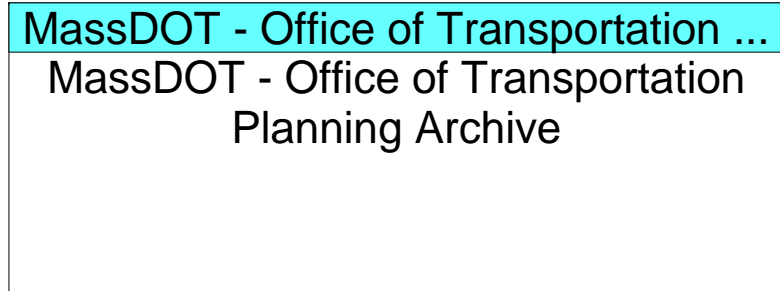 MassDOT - Office of Transportation ...
MassDOT - Office of Transportation
Planning Archive